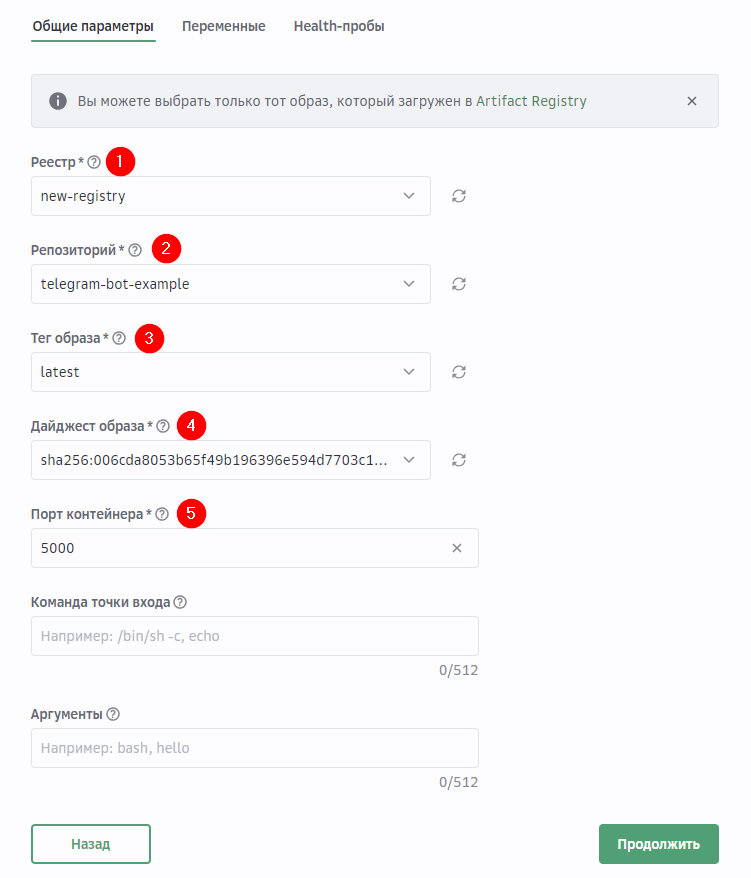 Общие параметры Переменные Health-пробы
Вы можете выбрать только тот образ, который загружен в Artifact Registry
Реестр * 1
new-registry
Репозиторий * 2
telegram-bot-example
Тег образа * 3
latest
Дайджест образа * 4
sha256:006cda8053b65f49b196396e594d7703c1...
Порт контейнера * 5
5000
Команда точки входа
Например: /bin/sh -c, echo
0/512
Аргументы
Например: bash, hello
0/512
Назад Продолжить